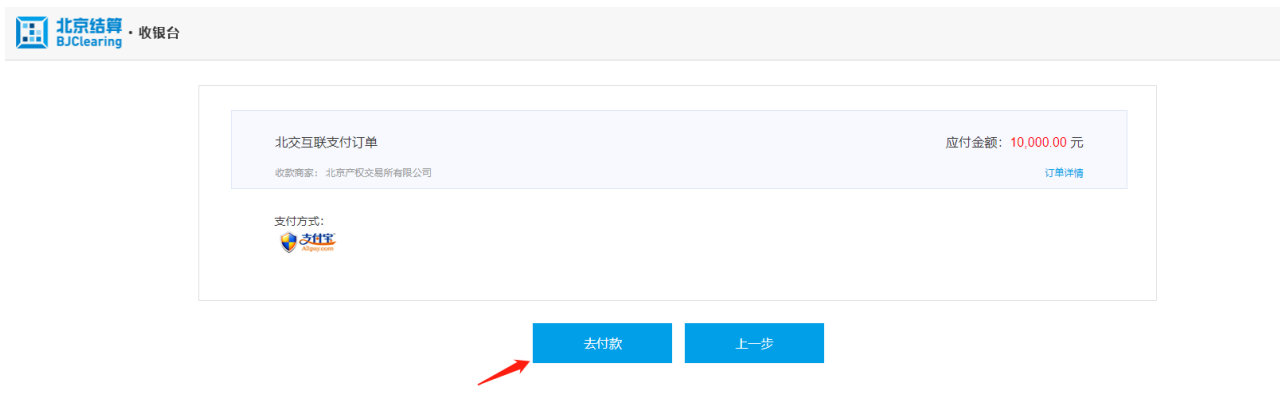 北京结算
BJClearing
·收银台
北交互联支付订单
应付金额：10,000.00 元
收款商家：北京产权交易所有限公司
订单详情
支付方式：
支付宝
Alipay.com
去付款
上一步